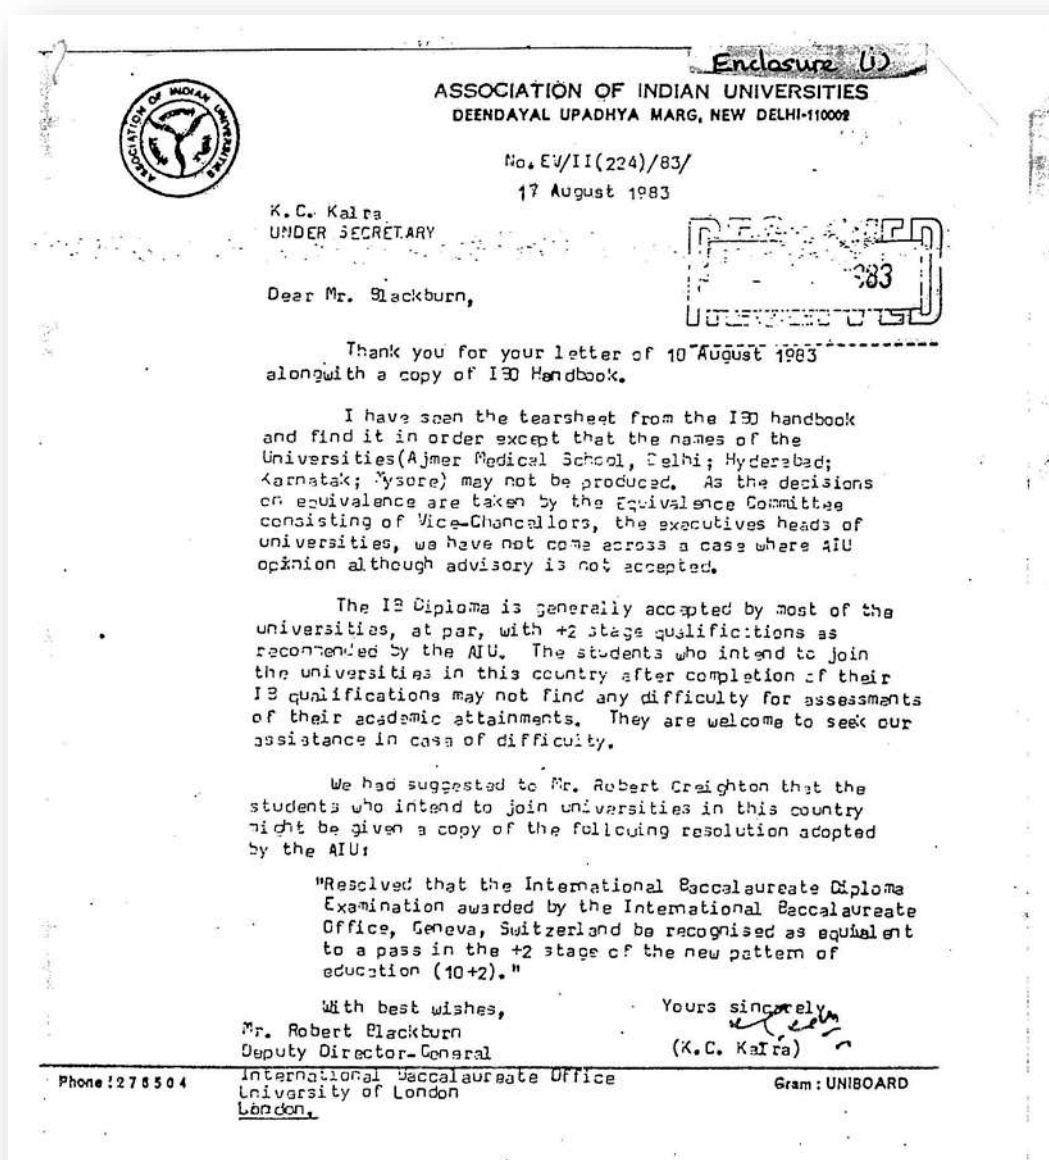 Enclosure (1)
ASSOCIATION OF INDIAN UNIVERSITIES
DEENDAYAL UPADHYA MARG, NEW DELHI-110002
ASSOCIATION OF INDIAN UNIVERSITIES
No. EV/II(224)/83/
17 August 1983
K.C. Kalra
UNDER SECRETARY
983
Dear Mr. Blackburn,
Thank you for your letter of 10 August 1983
alongwith a copy of IBO Handbook.
I have seen the tearsheet from the IBO handbook
and find it in order except that the names of the
Universities(Ajmer Medical School, Delhi; Hyderabad;
Karnatak; Mysore) may not be produced. As the decisions
on equivalence are taken by the Equivalence Committee
consisting of Vice-Chancallors, the executives heads of
universities, we have not come across a case where AIU
opinion although advisory is not accepted.
The IB Diploma is generally accepted by most of the
universities, at par, with +2 stage qualifications as
recommended by the AIU. The students who intend to join
the universities in this country after completion of their
IB qualifications may not find any difficulty for assessments
of their academic attainments. They are welcome to seek our
assistance in case of difficulty.
We had suggested to Mr. Robert Creighton that the
students who intend to join universities in this country
might be given a copy of the following resolution adopted
by the AIU:
"Resolved that the International Baccalaureate Diploma
Examination awarded by the International Baccalaureate
Office, Geneva, Switzerland be recognised as equivalent
to a pass in the +2 stage of the new pattern of
education (10+2)."
With best wishes,
Yours sincerely,
Mr. Robert Blackburn
(K.C. Kalra)
Deputy Director-General
International Baccalaureate Office
University of London
London.
Phone : 276504
Gram : UNIBOARD